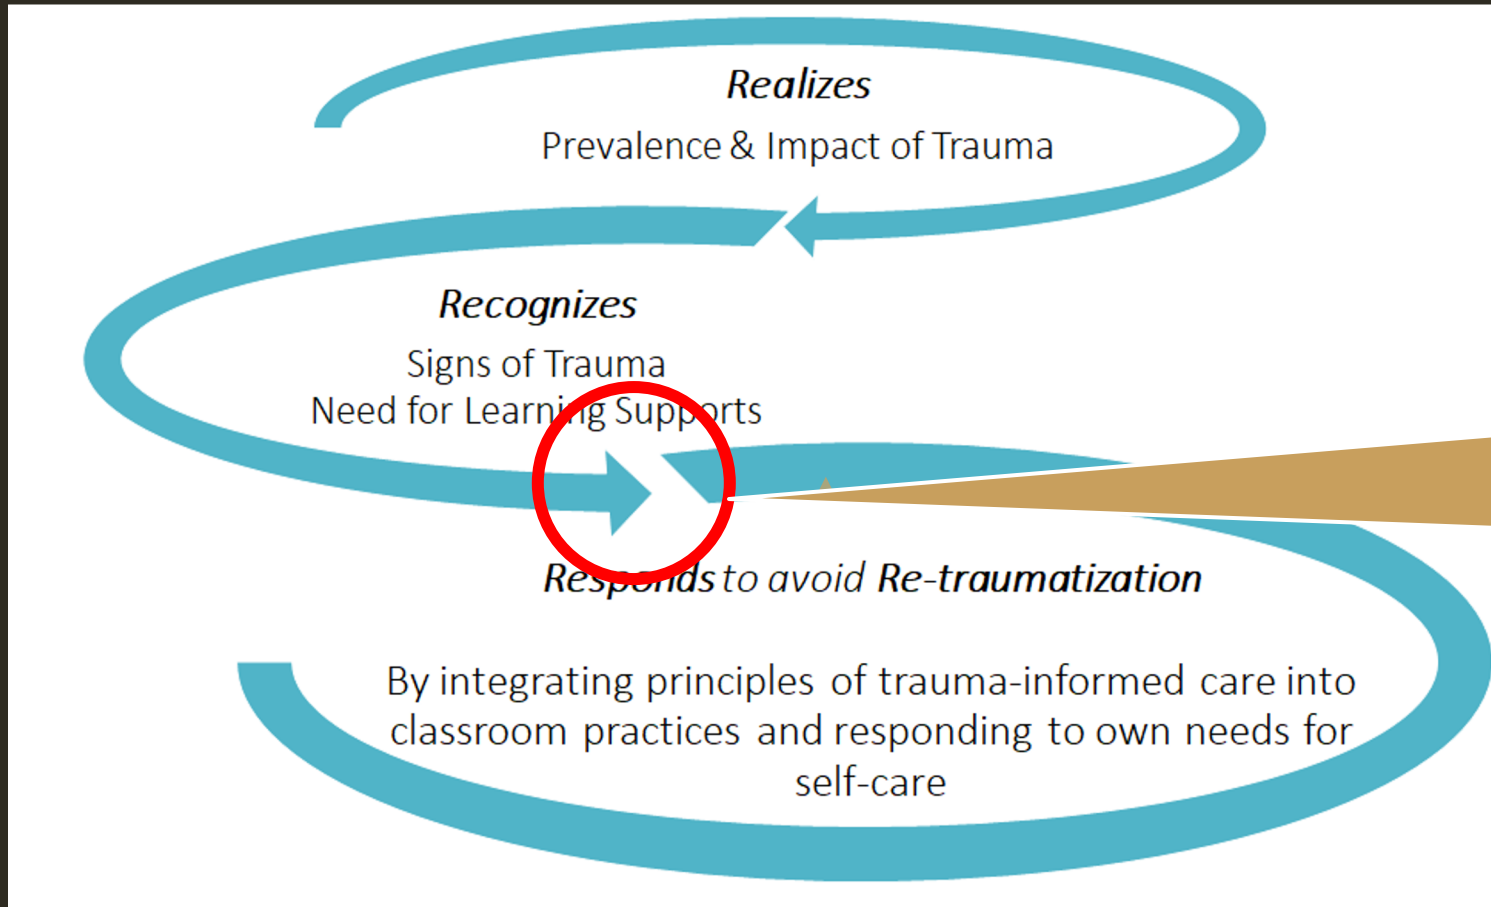 Realizes
Prevalence & Impact of Trauma
Recognizes
Signs of Trauma
Need for Learning Supports
Responds to avoid Re-traumatization
By integrating principles of trauma-informed care into
classroom practices and responding to own needs for
self-care